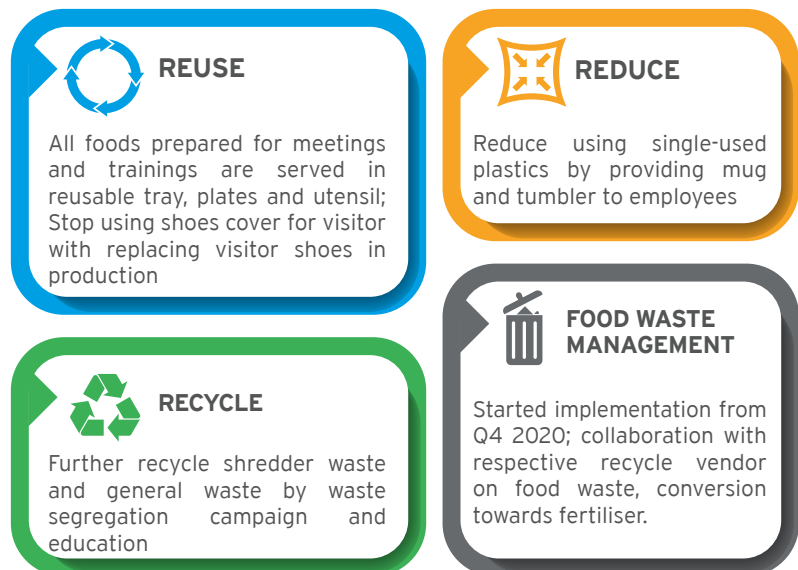 REUSE
All foods prepared for meetings
and trainings are served in
reusable tray, plates and utensil;
Stop using shoes cover for visitor
with replacing visitor shoes in
production
REDUCE
Reduce using single-used
plastics by providing mug
and tumbler to employees
RECYCLE
Further recycle shredder waste
and general waste by waste
segregation campaign and
education
FOOD WASTE
MANAGEMENT
Started implementation from
Q4 2020; collaboration with
respective recycle vendor
on food waste, conversion
towards fertiliser.